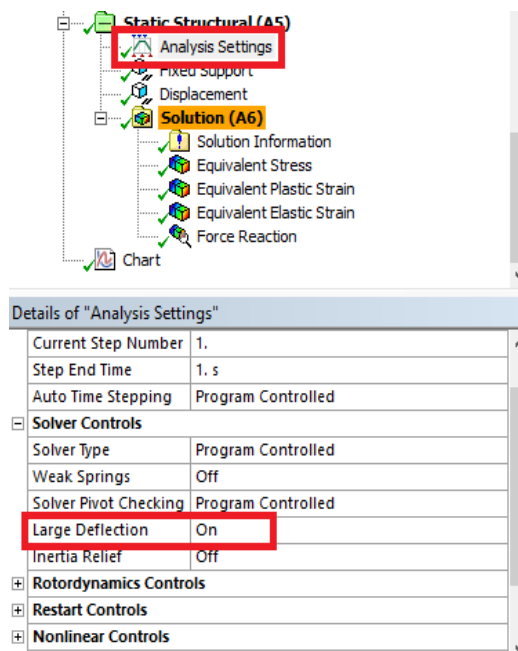 Static Structural (A5)
Analysis Settings
Fixed Support
Displacement
Solution (A6)
Solution Information
Equivalent Stress
Equivalent Plastic Strain
Equivalent Elastic Strain
Force Reaction
Chart
Details of "Analysis Settings"
Current Step Number 1.
Step End Time 1. s
Auto Time Stepping Program Controlled
Solver Controls
Solver Type Program Controlled
Weak Springs Off
Solver Pivot Checking Program Controlled
Large Deflection On
Inertia Relief Off
Rotordynamics Controls
Restart Controls
Nonlinear Controls